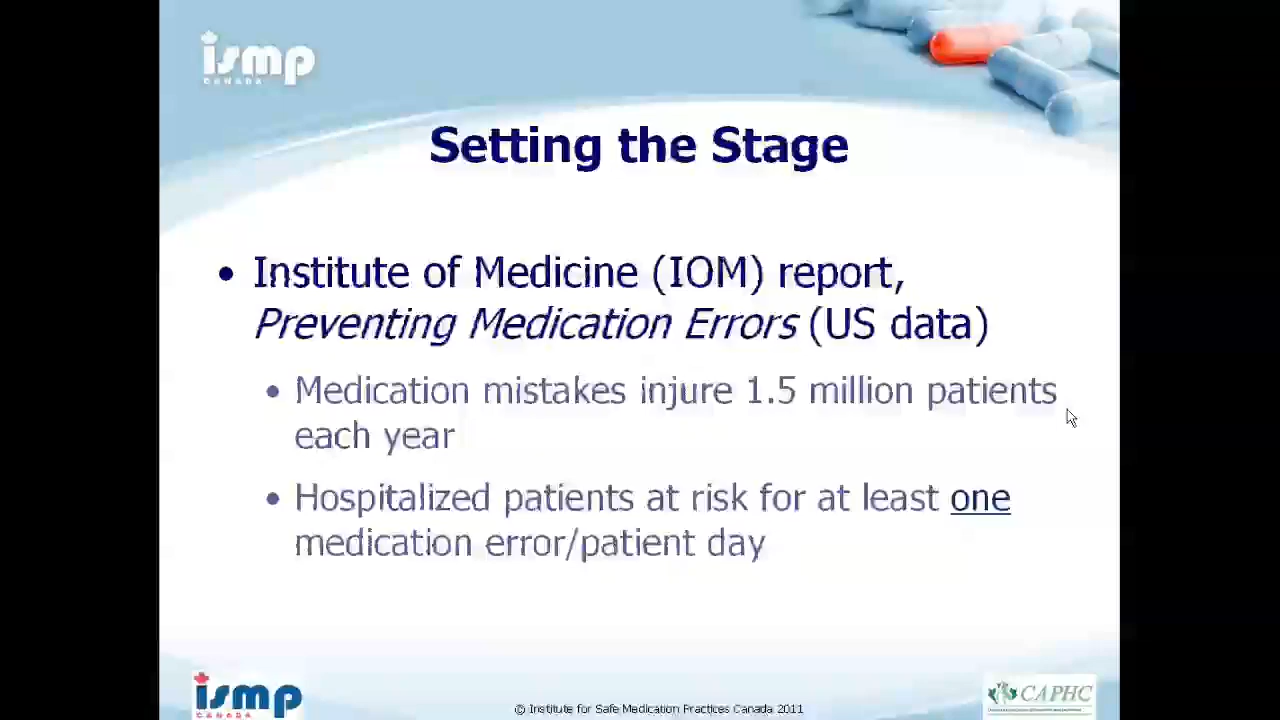 ismp
CANADA
Setting the Stage
• Institute of Medicine (IOM) report,
Preventing Medication Errors (US data)
• Medication mistakes injure 1.5 million patients
each year
• Hospitalized patients at risk for at least one
medication error/patient day
ismp
CANADA
© Institute for Safe Medication Practices Canada 2011
CAPHC